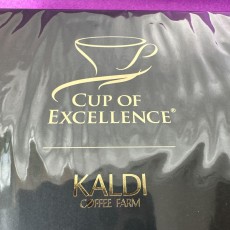 CUP OF
EXCELLENCE®
KALDI
COFFEE FARM